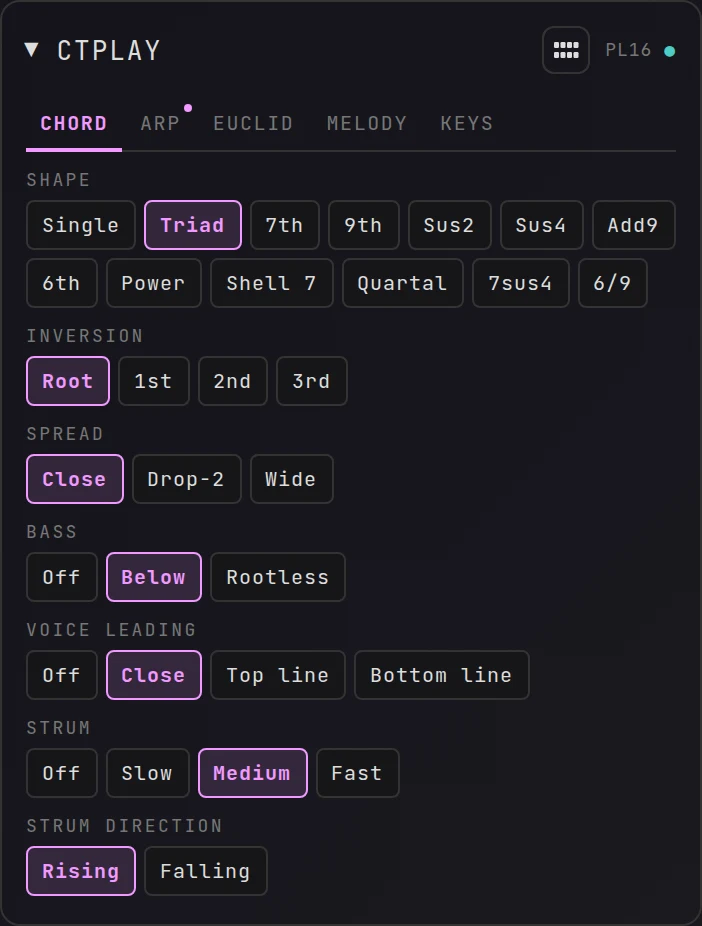 ▼ CTPLAY PL16
CHORD ARP EUCLID MELODY KEYS
SHAPE
Single Triad 7th 9th Sus2 Sus4 Add9
6th Power Shell 7 Quartal 7sus4 6/9
INVERSION
Root 1st 2nd 3rd
SPREAD
Close Drop-2 Wide
BASS
Off Below Rootless
VOICE LEADING
Off Close Top line Bottom line
STRUM
Off Slow Medium Fast
STRUM DIRECTION
Rising Falling